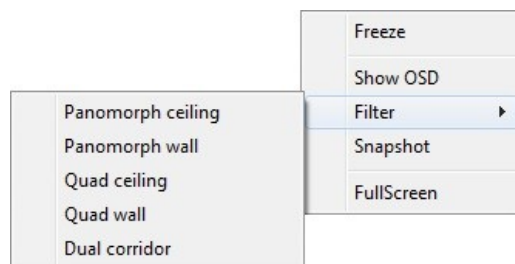 Freeze
Show OSD
Filter
Snapshot
FullScreen
Panomorph ceiling
Panomorph wall
Quad ceiling
Quad wall
Dual corridor